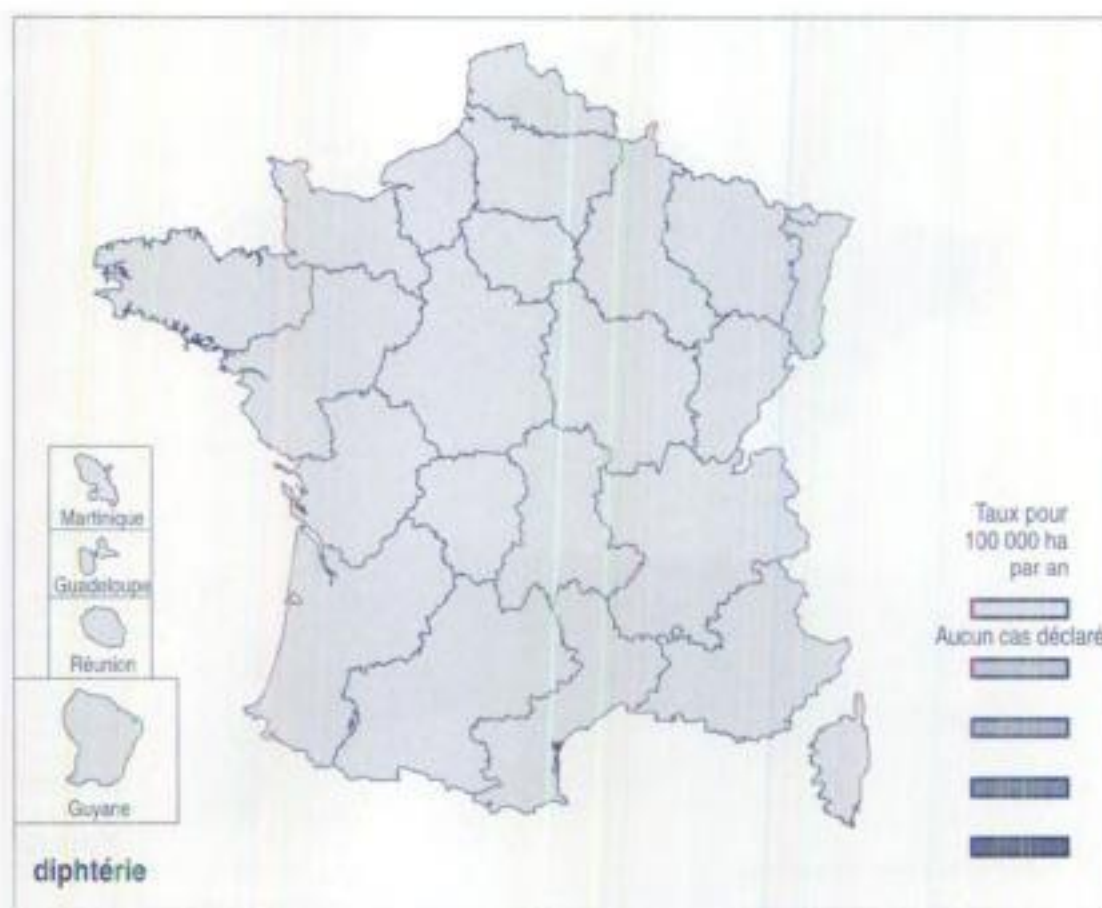 Martinique
Guadeloupe
Réunion
Guyane
Taux pour
100 000 ha
par an
Aucun cas déclaré
diphtérie